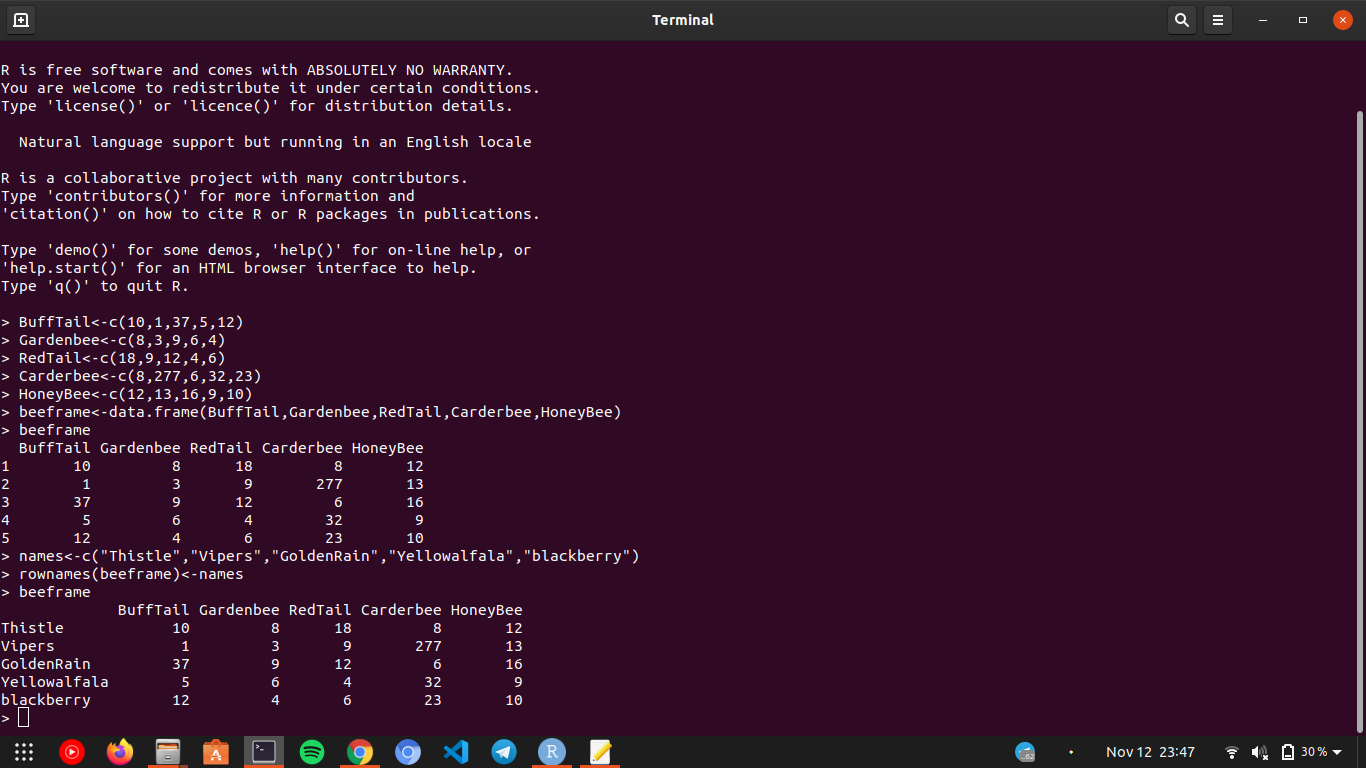 Terminal
R is free software and comes with ABSOLUTELY NO WARRANTY.
You are welcome to redistribute it under certain conditions.
Type 'license()' or 'licence()' for distribution details.
  Natural language support but running in an English locale
R is a collaborative project with many contributors.
Type 'contributors()' for more information and
'citation()' on how to cite R or R packages in publications.
Type 'demo()' for some demos, 'help()' for on-line help, or
'help.start()' for an HTML browser interface to help.
Type 'q()' to quit R.
> BuffTail<-c(10,1,37,5,12)
> Gardenbee<-c(8,3,9,6,4)
> RedTail<-c(18,9,12,4,6)
> Carderbee<-c(8,277,6,32,23)
> HoneyBee<-c(12,13,16,9,10)
> beeframe<-data.frame(BuffTail,Gardenbee,RedTail,Carderbee,HoneyBee)
> beeframe
  BuffTail Gardenbee RedTail Carderbee HoneyBee
1       10         8      18         8       12
2        1         3       9       277       13
3       37         9      12         6       16
4        5         6       4        32        9
5       12         4       6        23       10
> names<-c("Thistle","Vipers","GoldenRain","Yellowalfala","blackberry")
> rownames(beeframe)<-names
> beeframe
             BuffTail Gardenbee RedTail Carderbee HoneyBee
Thistle            10         8      18         8       12
Vipers              1         3       9       277       13
GoldenRain         37         9      12         6       16
Yellowalfala        5         6       4        32        9
blackberry         12         4       6        23       10
>
A
>_
R
62
Nov 12 23:47
30 %